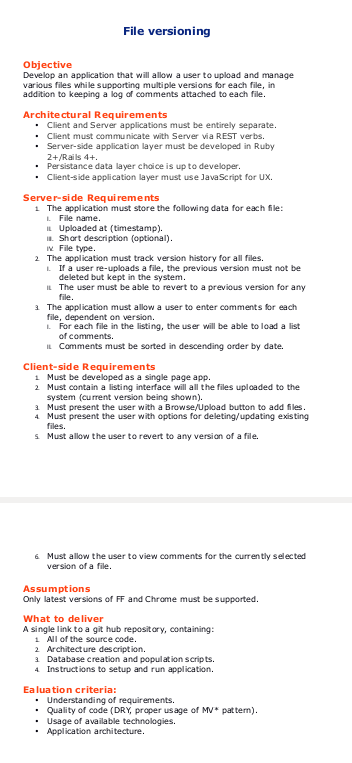 File versioning
Objective
Develop an application that will allow a user to upload and manage
various files while supporting multiple versions for each file, in
addition to keeping a log of comments attached to each file.
Architectural Requirements
• Client and Server applications must be entirely separate.
• Client must communicate with Server via REST verbs.
• Server-side application layer must be developed in Ruby
2+/Rails 4+.
• Persistance data layer choice is up to developer.
• Client-side application layer must use JavaScript for UX.
Server-side Requirements
1. The application must store the following data for each file:
I. File name.
II. Uploaded at (timestamp).
III. Short description (optional).
IV. File type.
2. The application must track version history for all files.
I. If a user re-uploads a file, the previous version must not be
deleted but kept in the system.
II. The user must be able to revert to a previous version for any
file.
3. The application must allow a user to enter comments for each
file, dependent on version.
I. For each file in the listing, the user will be able to load a list
of comments.
II. Comments must be sorted in descending order by date.
Client-side Requirements
1. Must be developed as a single page app.
2. Must contain a listing interface will all the files uploaded to the
system (current version being shown).
3. Must present the user with a Browse/Upload button to add files.
4. Must present the user with options for deleting/updating existing
files.
5. Must allow the user to revert to any version of a file.
6. Must allow the user to view comments for the currently selected
version of a file.
Assumptions
Only latest versions of FF and Chrome must be supported.
What to deliver
A single link to a git hub repository, containing:
1. All of the source code.
2. Architecture description.
3. Database creation and population scripts.
4. Instructions to setup and run application.
Ealuation criteria:
• Understanding of requirements.
• Quality of code (DRY, proper usage of MV* pattern).
• Usage of available technologies.
• Application architecture.